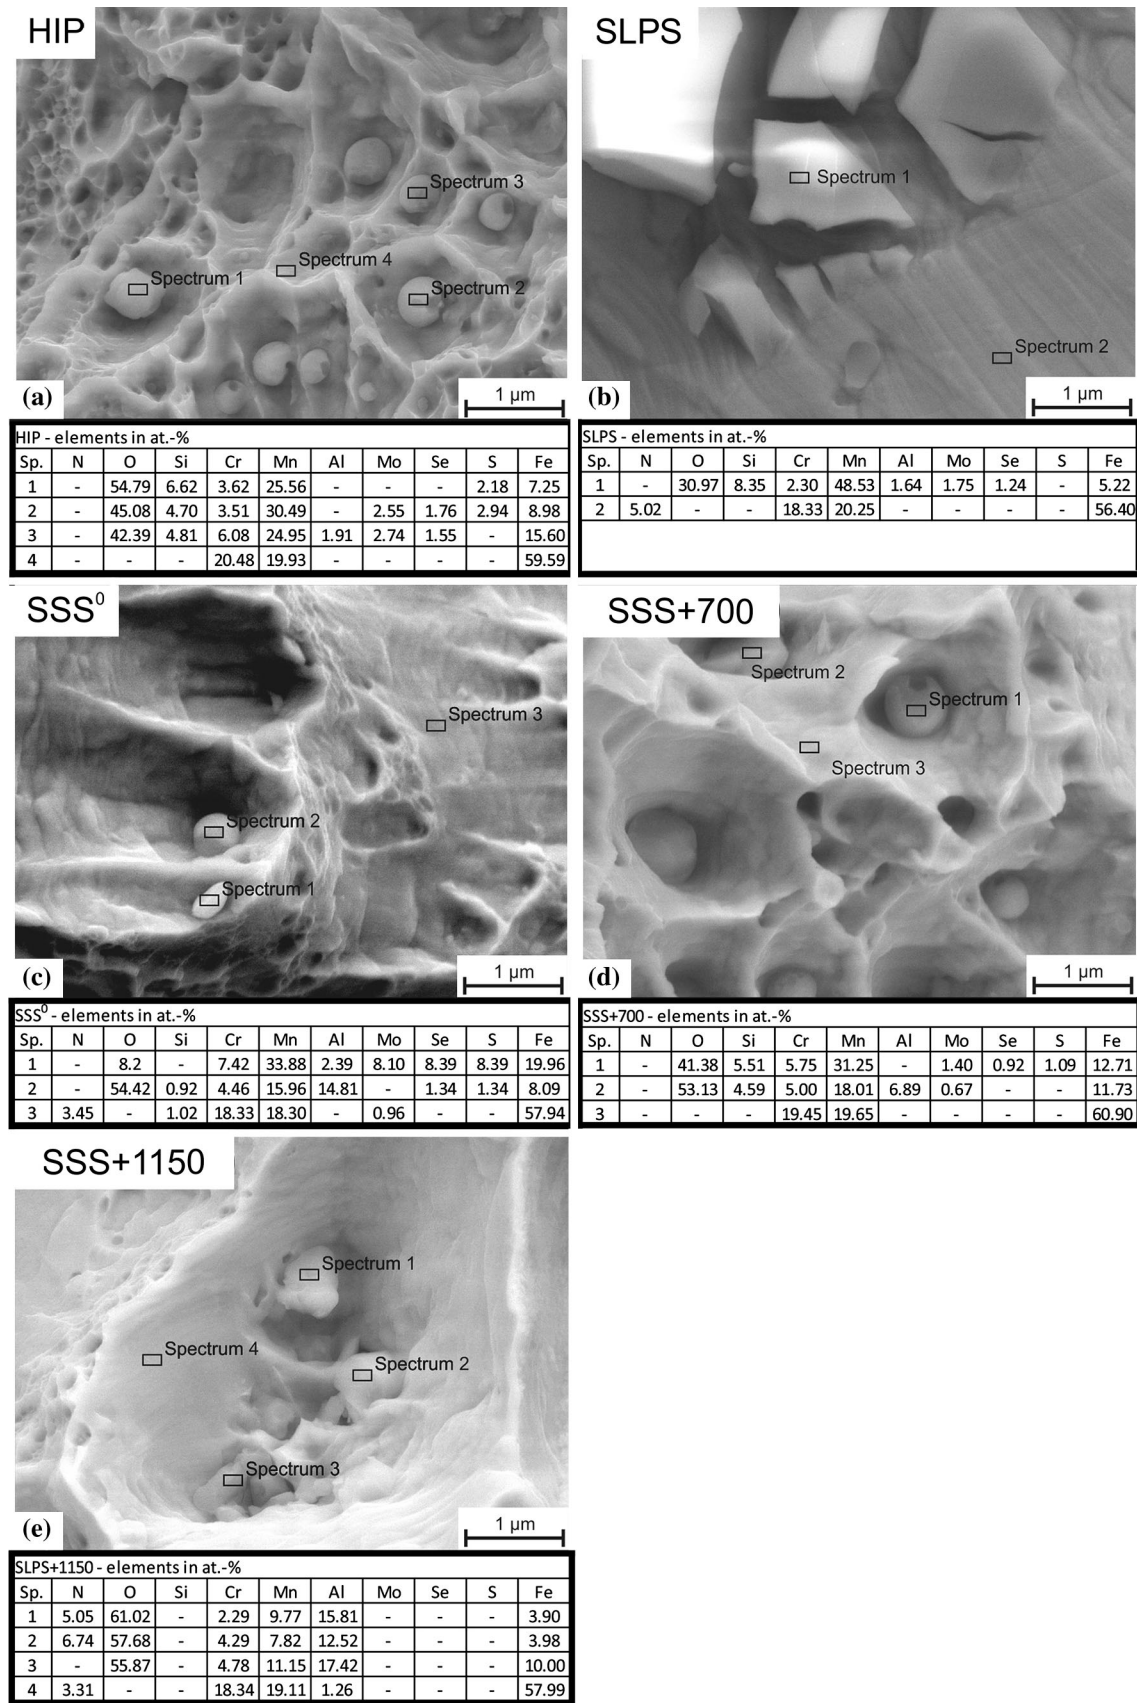 HIP
Spectrum 3
Spectrum 4
Spectrum 1
Spectrum 2
(a)
1 µm
HIP - elements in at.-%
Sp. N O Si Cr Mn Al Mo Se S Fe
1 - 54.79 6.62 3.62 25.56 2.18 7.25
2 - 45.08 4.70 3.51 30.49 - 2.55 1.76 2.94 8.98
3 - 42.39 4.81 6.08 24.95 1.91 2.74 1.55 - 15.60
4 - - 20.48 19.93 - - - - 59.59
SLPS
Spectrum 1
Spectrum 2
(b)
1 µm
SLPS - elements in at.-%
Sp. N O Si Cr Mn Al Mo Se S Fe
1 - 30.97 8.35 2.30 48.53 1.64 1.75 1.24 - 5.22
2 5.02 - - 18.33 20.25 - - - - 56.40
SSS⁰
Spectrum 3
Spectrum 2
Spectrum 1
(c)
1 µm
SSS⁰ - elements in at.-%
Sp. N O Si Cr Mn Al Mo Se S Fe
1 - 8.2 - 7.42 33.88 2.39 8.10 8.39 8.39 19.96
2 - 54.42 0.92 4.46 15.96 14.81 - 1.34 1.34 8.09
3 3.45 - 1.02 18.33 18.30 - 0.96 - - 57.94
SSS+700
Spectrum 2
Spectrum 1
Spectrum 3
(d)
1 µm
SSS+700 - elements in at.-%
Sp. N O Si Cr Mn Al Mo Se S Fe
1 - 41.38 5.51 5.75 31.25 - 1.40 0.92 1.09 12.71
2 - 53.13 4.59 5.00 18.01 6.89 0.67 - - 11.73
3 - - - 19.45 19.65 - - - - 60.90
SSS+1150
Spectrum 1
Spectrum 4
Spectrum 2
Spectrum 3
(e)
1 µm
SLPS+1150 - elements in at.-%
Sp. N O Si Cr Mn Al Mo Se S Fe
1 5.05 61.02 - 2.29 9.77 15.81 - - - 3.90
2 6.74 57.68 - 4.29 7.82 12.52 - - - 3.98
3 - 55.87 - 4.78 11.15 17.42 - - - 10.00
4 3.31 - - 18.34 19.11 1.26 - - - 57.99